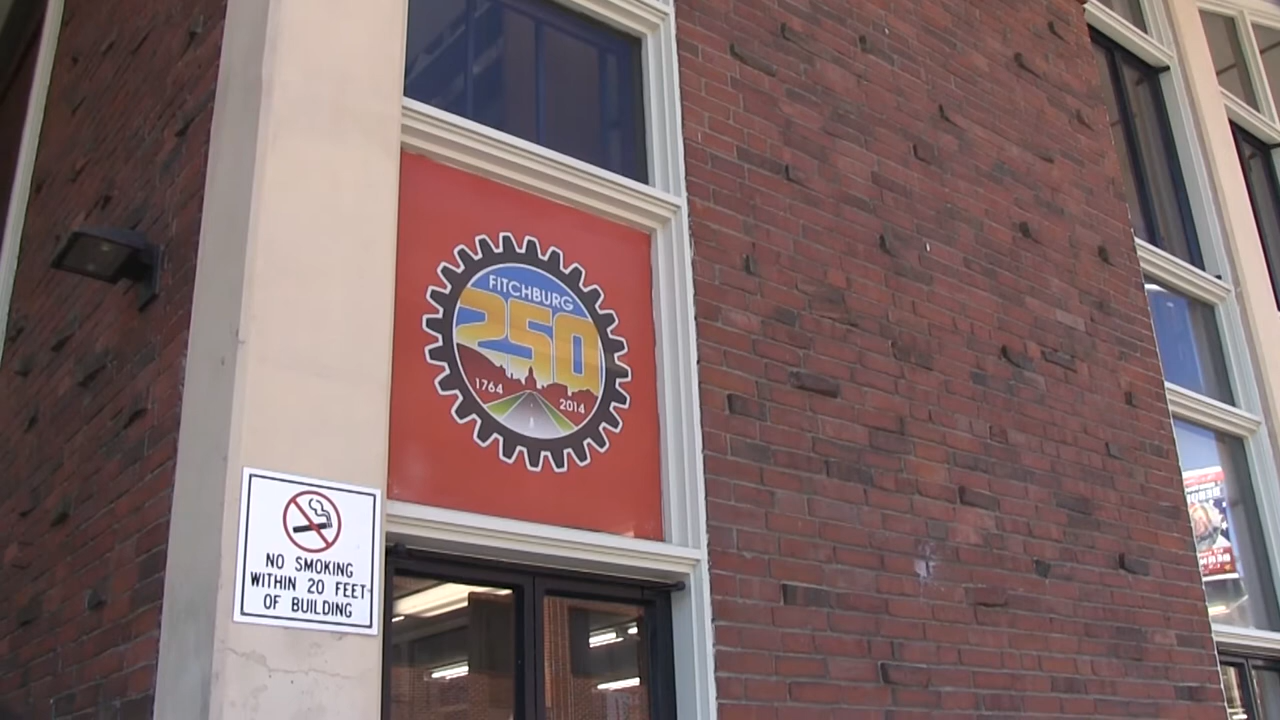 FITCHBURG
250
1764
2014
NO SMOKING
WITHIN 20 FEET
OF BUILDING